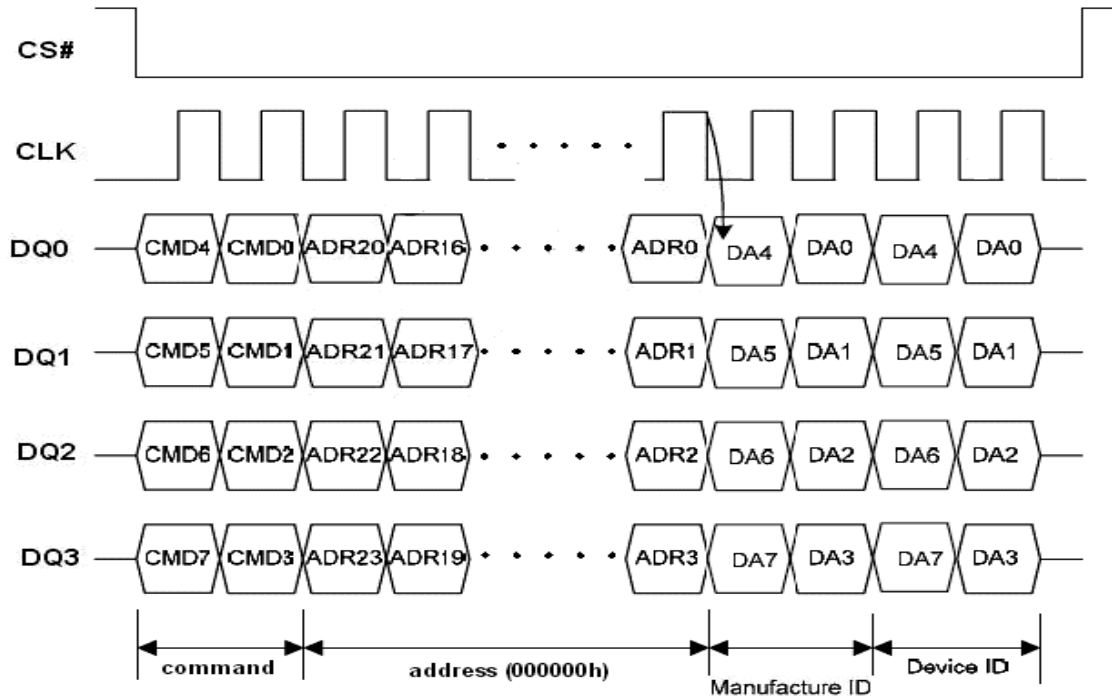 CS#
CLK
DQ0 CMD4 CMD0 ADR20 ADR16 ADR0 DA4 DA0 DA4 DA0
DQ1 CMD5 CMD1 ADR21 ADR17 ADR1 DA5 DA1 DA5 DA1
DQ2 CMD6 CMD2 ADR22 ADR18 ADR2 DA6 DA2 DA6 DA2
DQ3 CMD7 CMD3 ADR23 ADR19 ADR3 DA7 DA3 DA7 DA3
command address (000000h) Manufacture ID Device ID